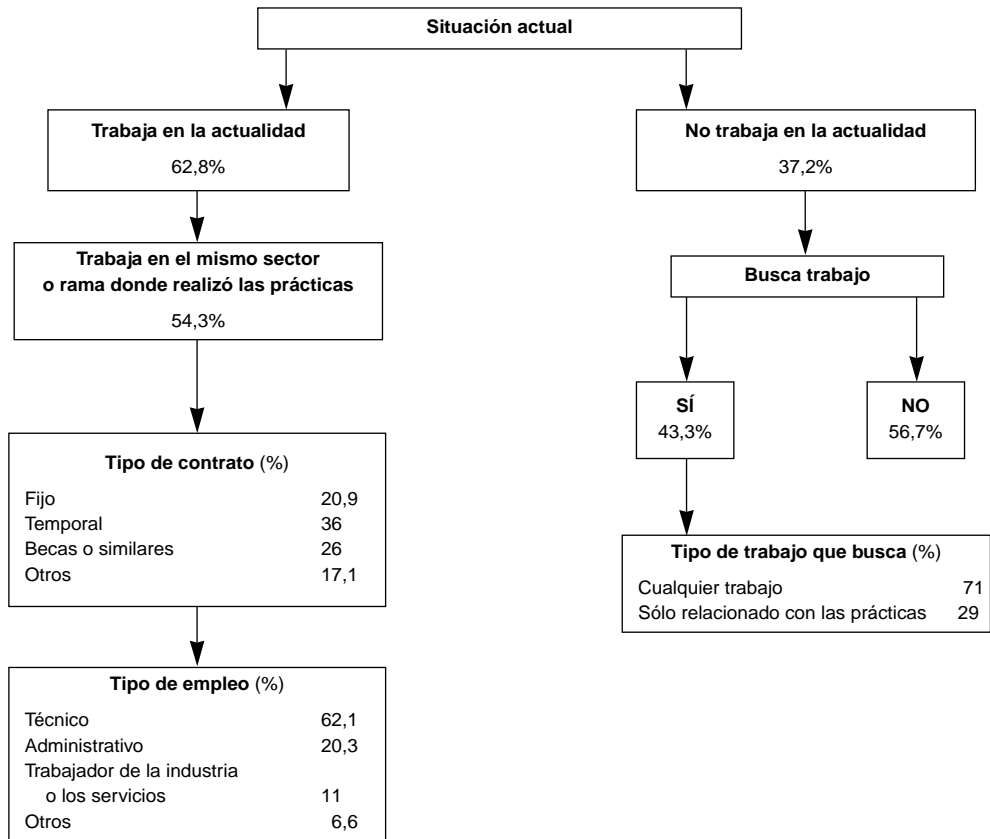 Situación actual
Trabaja en la actualidad
62,8%
Trabaja en el mismo sector
o rama donde realizó las prácticas
54,3%
Tipo de contrato (%)
Fijo 20,9
Temporal 36
Becas o similares 26
Otros 17,1
Tipo de empleo (%)
Técnico 62,1
Administrativo 20,3
Trabajador de la industria
o los servicios 11
Otros 6,6
No trabaja en la actualidad
37,2%
Busca trabajo
SÍ
43,3%
NO
56,7%
Tipo de trabajo que busca (%)
Cualquier trabajo 71
Sólo relacionado con las prácticas 29